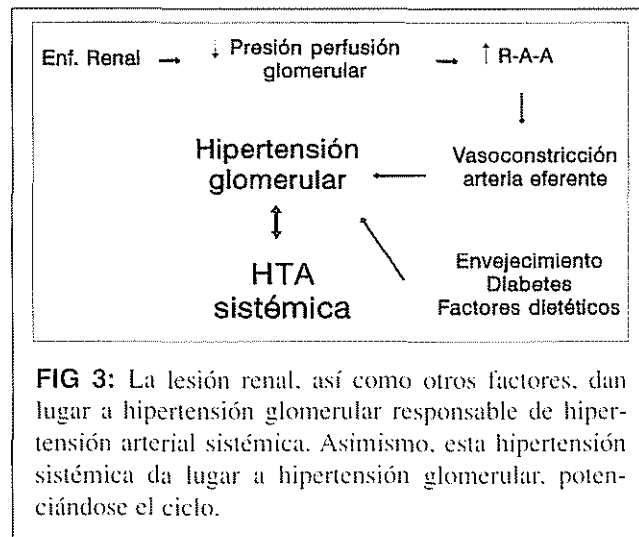 Enf. Renal → ↓ Presión perfusión glomerular → ↑ R-A-A
Hipertensión
glomerular
Vasoconstricción
arteria eferente
HTA
sistémica
Envejecimiento
Diabetes
Factores dietéticos
FIG 3: La lesión renal, así como otros factores, dan
lugar a hipertensión glomerular responsable de hiper-
tensión arterial sistémica. Asimismo, esta hipertensión
sistémica da lugar a hipertensión glomerular, poten-
ciándose el ciclo.